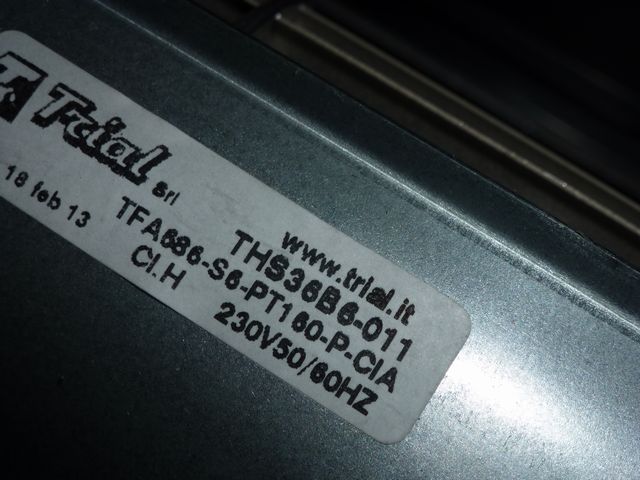 Trial srl
www.trial.it
THS36B6-011
18 feb 13
TFA686-S6-PT160-P-CIA
Cl.H
230V50/60HZ